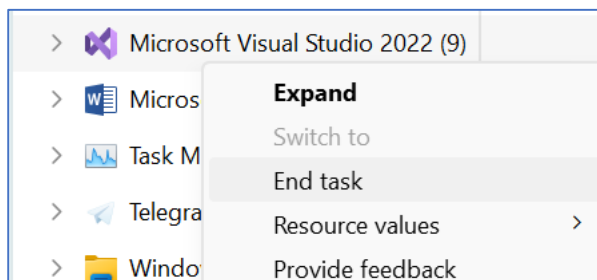 Microsoft Visual Studio 2022 (9)
Micros
Expand
Switch to
Task M
End task
Telegra
Resource values
Windo
Provide feedback